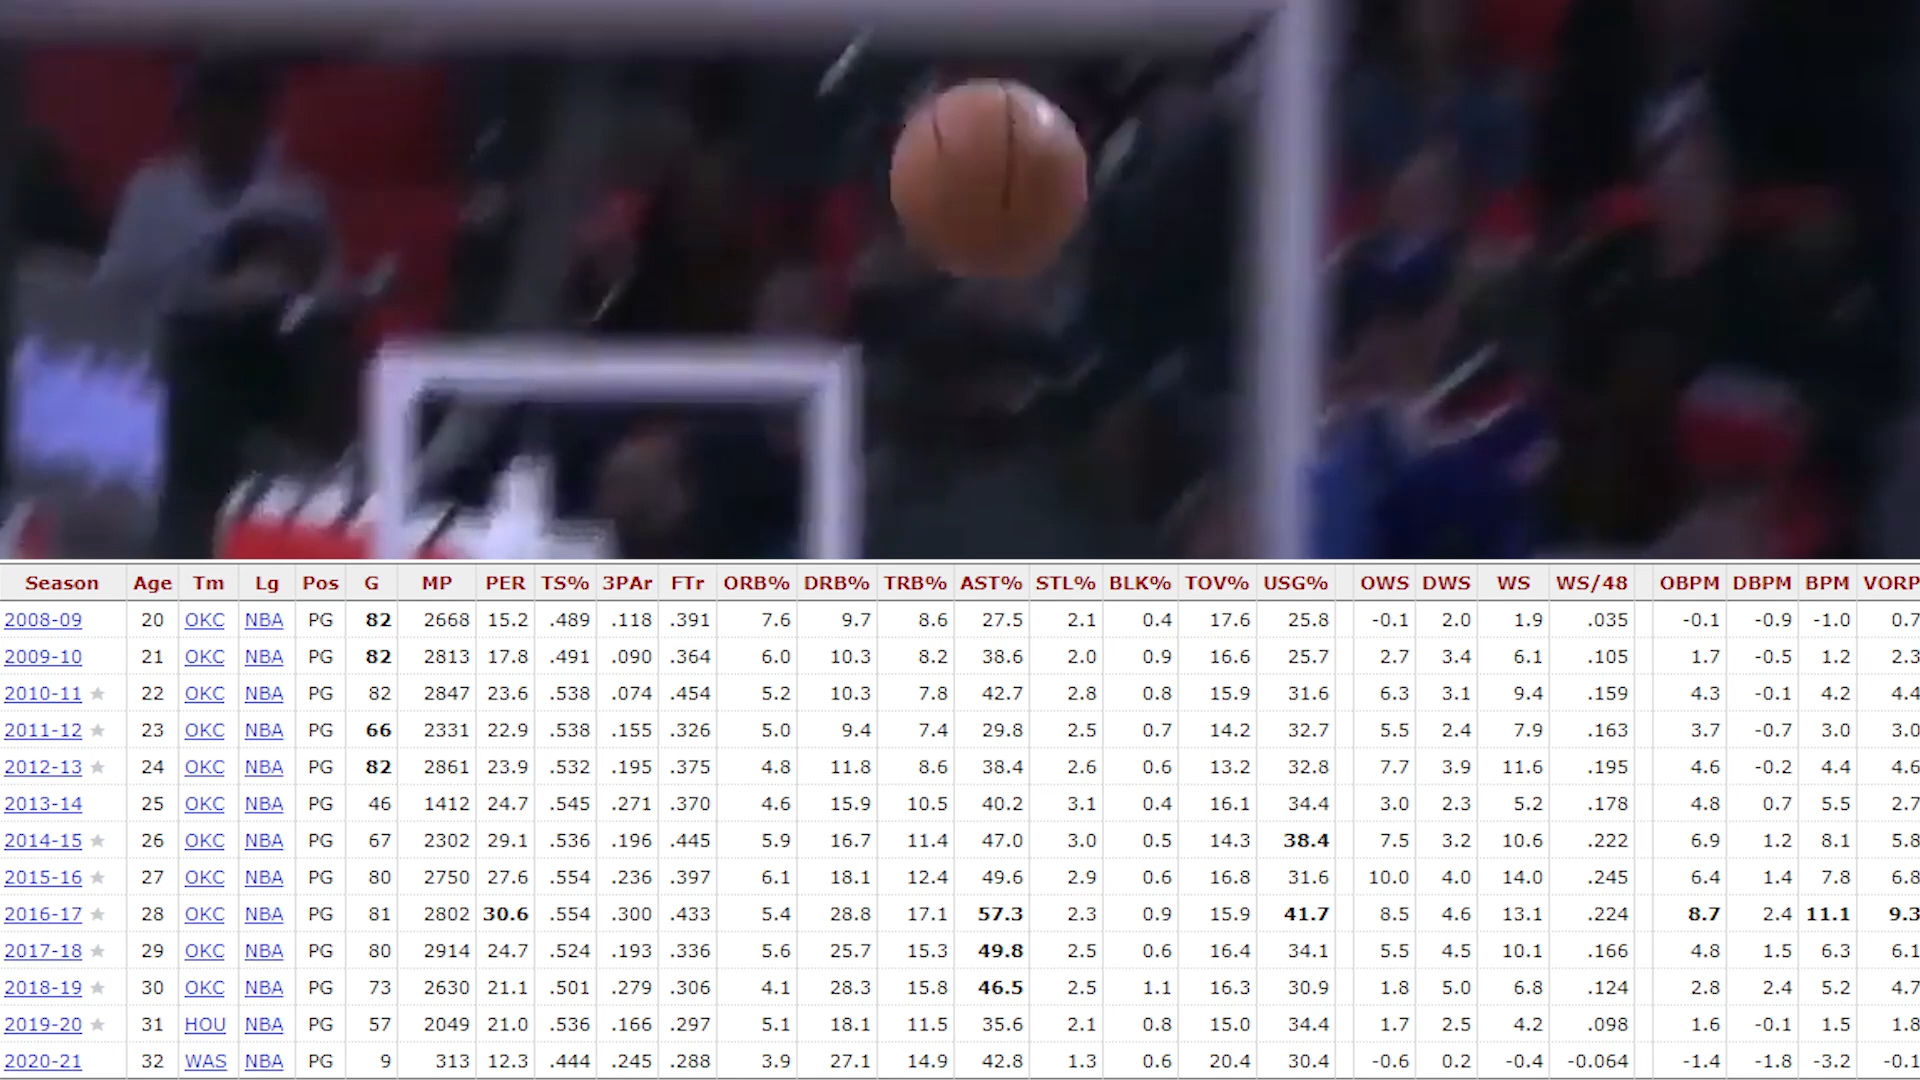 Season Age Tm Lg Pos G MP PER TS% 3PAr FTr ORB% DRB% TRB% AST% STL% BLK% TOV% USG% OWS DWS WS WS/48 OBPM DBPM BPM VORP
2008-09 20 OKC NBA PG 82 2668 15.2 .489 .118 .391 7.6 9.7 8.6 27.5 2.1 0.4 17.6 25.8 -0.1 2.0 1.9 .035 -0.1 -0.9 -1.0 0.7
2009-10 21 OKC NBA PG 82 2813 17.8 .491 .090 .364 6.0 10.3 8.2 38.6 2.0 0.9 16.6 25.7 2.7 3.4 6.1 .105 1.7 -0.5 1.2 2.3
2010-11 ★ 22 OKC NBA PG 82 2847 23.6 .538 .074 .454 5.2 10.3 7.8 42.7 2.8 0.8 15.9 31.6 6.3 3.1 9.4 .159 4.3 -0.1 4.2 4.4
2011-12 ★ 23 OKC NBA PG 66 2331 22.9 .538 .155 .326 5.0 9.4 7.4 29.8 2.5 0.7 14.2 32.7 5.5 2.4 7.9 .163 3.7 -0.7 3.0 3.0
2012-13 ★ 24 OKC NBA PG 82 2861 23.9 .532 .195 .375 4.8 11.8 8.6 38.4 2.6 0.6 13.2 32.8 7.7 3.9 11.6 .195 4.6 -0.2 4.4 4.6
2013-14 25 OKC NBA PG 46 1412 24.7 .545 .271 .370 4.6 15.9 10.5 40.2 3.1 0.4 16.1 34.4 3.0 2.3 5.2 .178 4.8 0.7 5.5 2.7
2014-15 ★ 26 OKC NBA PG 67 2302 29.1 .536 .196 .445 5.9 16.7 11.4 47.0 3.0 0.5 14.3 38.4 7.5 3.2 10.6 .222 6.9 1.2 8.1 5.8
2015-16 ★ 27 OKC NBA PG 80 2750 27.6 .554 .236 .397 6.1 18.1 12.4 49.6 2.9 0.6 16.8 31.6 10.0 4.0 14.0 .245 6.4 1.4 7.8 6.8
2016-17 ★ 28 OKC NBA PG 81 2802 30.6 .554 .300 .433 5.4 28.8 17.1 57.3 2.3 0.9 15.9 41.7 8.5 4.6 13.1 .224 8.7 2.4 11.1 9.3
2017-18 ★ 29 OKC NBA PG 80 2914 24.7 .524 .193 .336 5.6 25.7 15.3 49.8 2.5 0.6 16.4 34.1 5.5 4.5 10.1 .166 4.8 1.5 6.3 6.1
2018-19 ★ 30 OKC NBA PG 73 2630 21.1 .501 .279 .306 4.1 28.3 15.8 46.5 2.5 1.1 16.3 30.9 1.8 5.0 6.8 .124 2.8 2.4 5.2 4.7
2019-20 ★ 31 HOU NBA PG 57 2049 21.0 .536 .166 .297 5.1 18.1 11.5 35.6 2.1 0.8 15.0 34.4 1.7 2.5 4.2 .098 1.6 -0.1 1.5 1.8
2020-21 32 WAS NBA PG 9 313 12.3 .444 .245 .288 3.9 27.1 14.9 42.8 1.3 0.6 20.4 30.4 -0.6 0.2 -0.4 -0.064 -1.4 -1.8 -3.2 -0.1